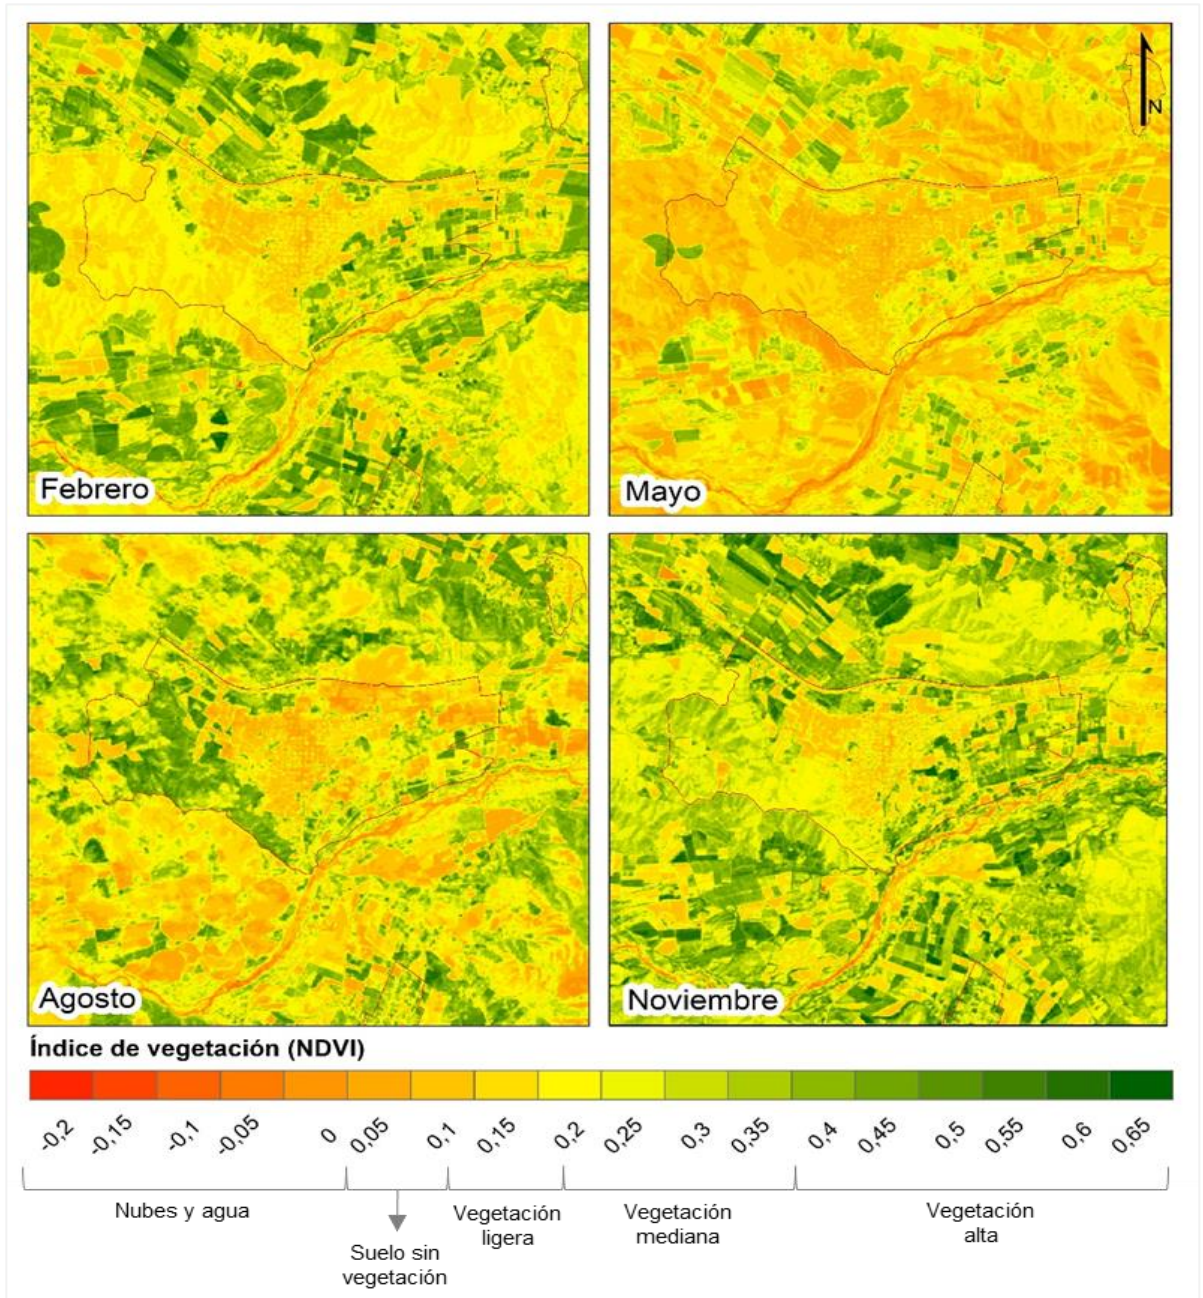 N
Febrero
Mayo
Agosto
Noviembre
Índice de vegetación (NDVI)
-0,2 -0,15 -0,1 -0,05 0 0,05 0,1 0,15 0,2 0,25 0,3 0,35 0,4 0,45 0,5 0,55 0,6 0,65
Nubes y agua
Suelo sin
vegetación
Vegetación
ligera
Vegetación
mediana
Vegetación
alta